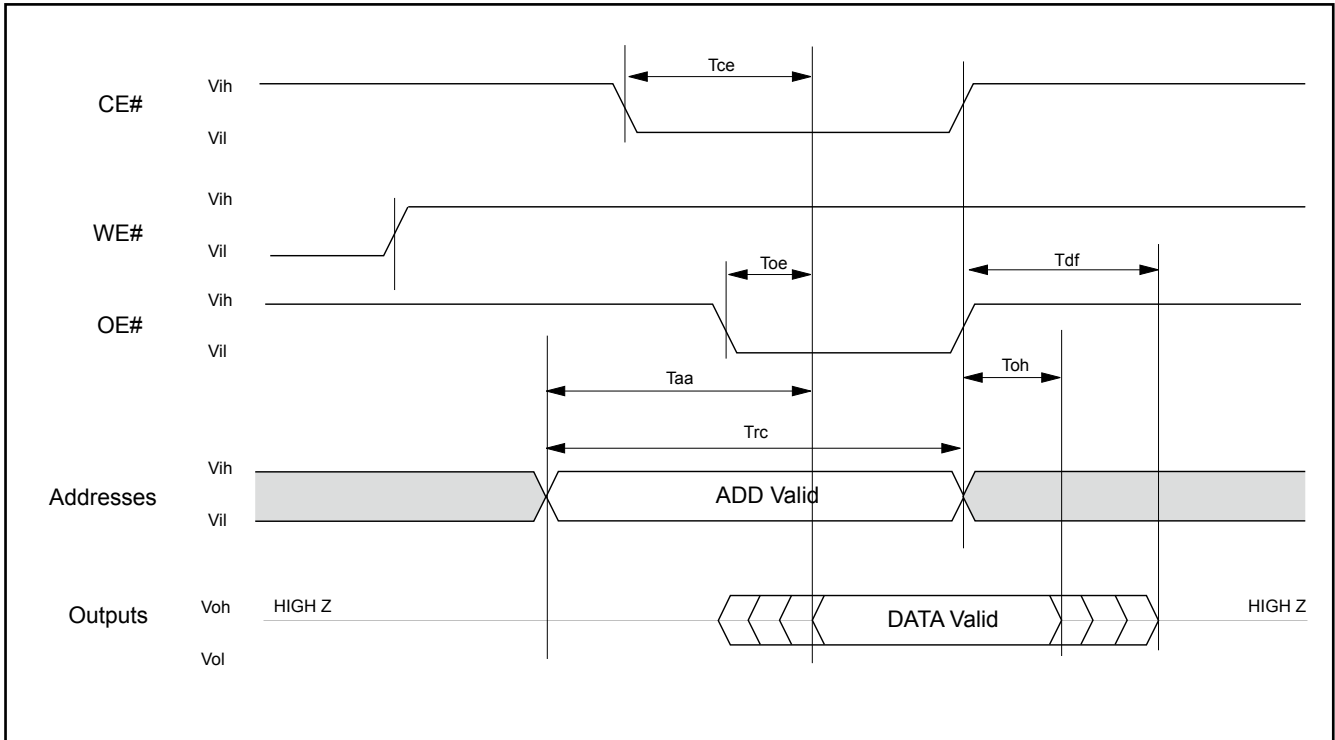 Tce
Vih
CE#
Vil
Vih
WE#
Vil
Toe
Tdf
Vih
OE#
Vil
Toh
Taa
Trc
Vih
Addresses
ADD Valid
Vil
Voh
HIGH Z
HIGH Z
Outputs
DATA Valid
Vol